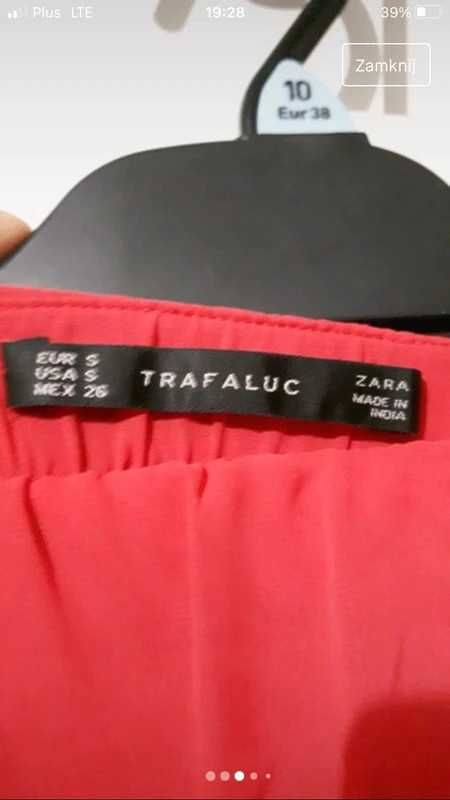 Plus LTE
19:28
39%
Zamknij
10
Eur 38
EUR S
USA S
MEX 26
TRAFALUC
ZARA
MADE IN
INDIA